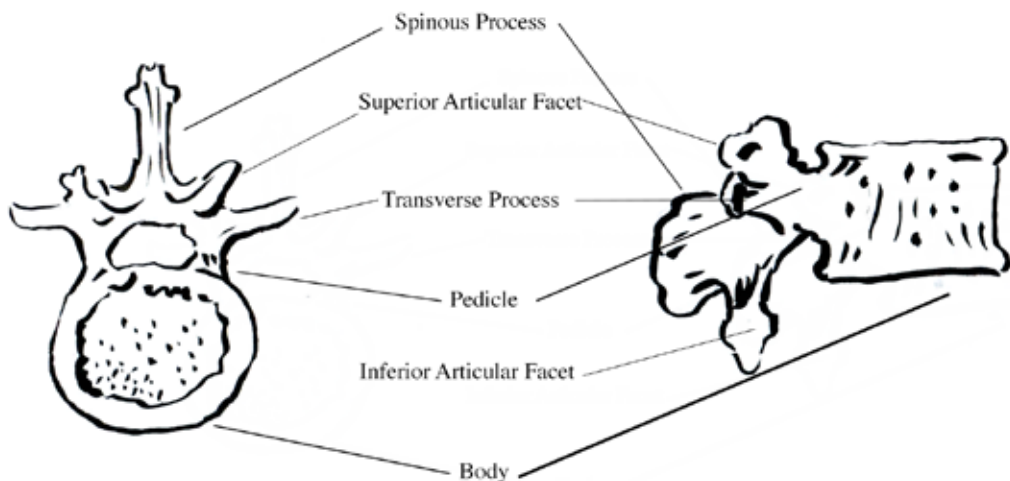 Spinous Process
Superior Articular Facet
Transverse Process
Pedicle
Inferior Articular Facet
Body